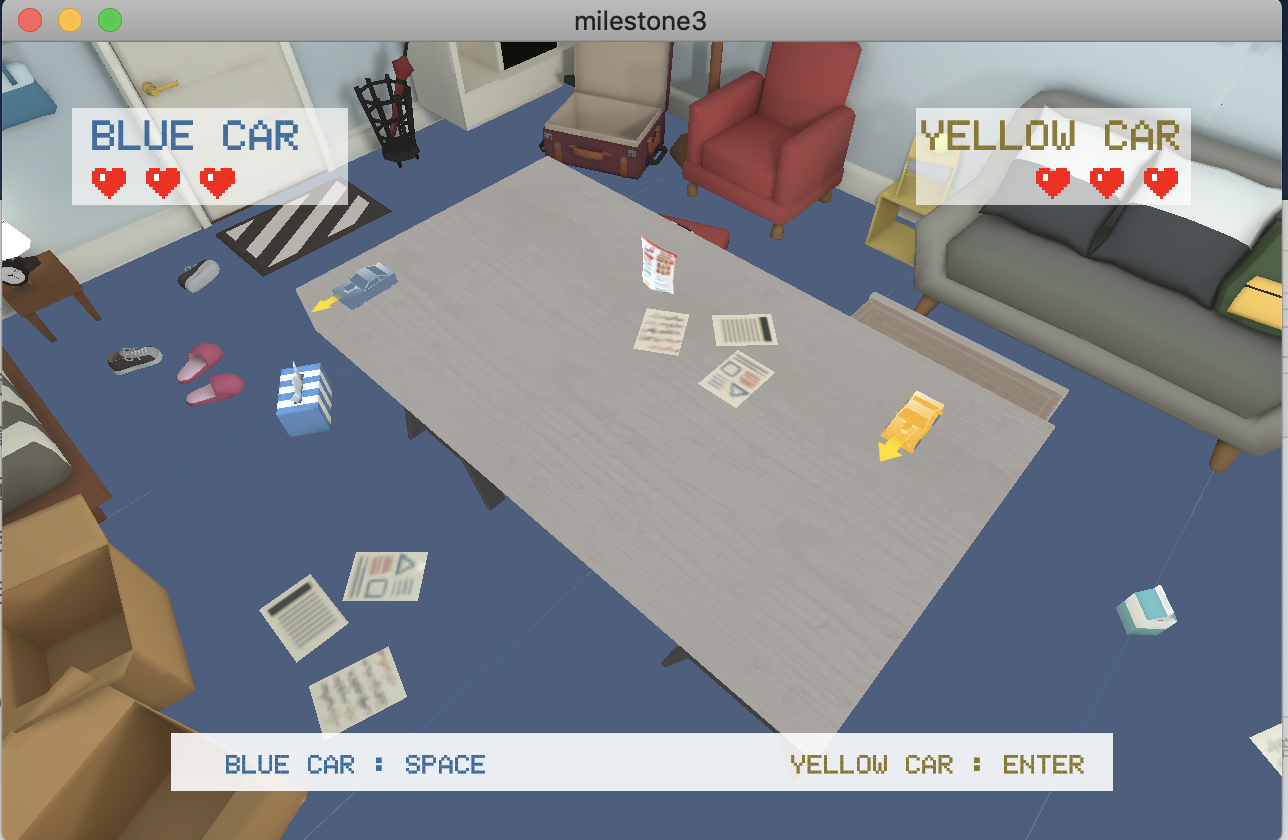 milestone3
BLUE CAR
YELLOW CAR
BLUE CAR : SPACE
YELLOW CAR : ENTER